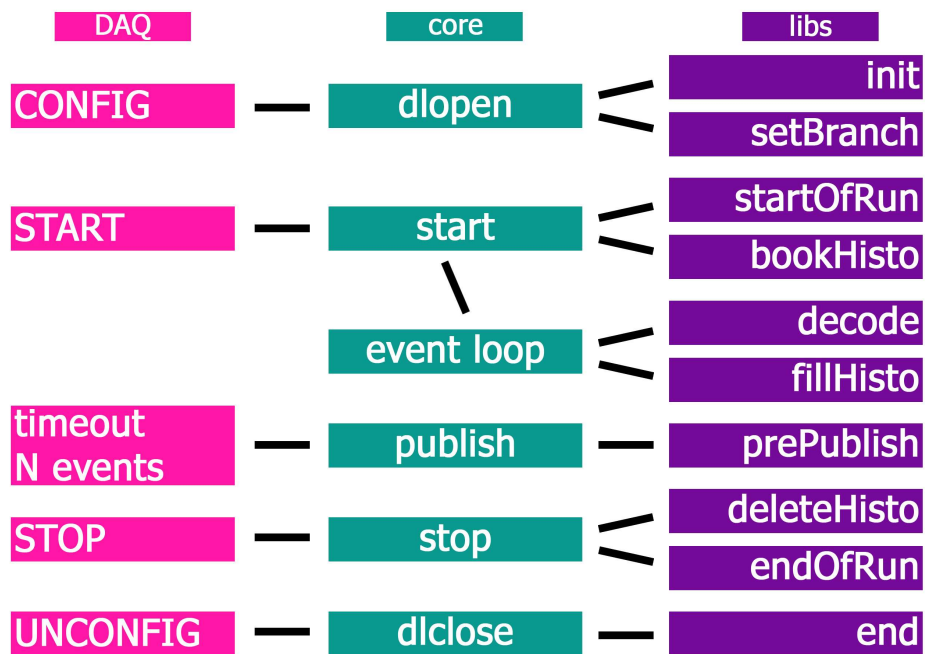 DAQ
core
libs
CONFIG
dlopen
init
setBranch
START
start
startOfRun
bookHisto
event loop
decode
fillHisto
timeout
N events
publish
prePublish
STOP
stop
deleteHisto
endOfRun
UNCONFIG
dlclose
end